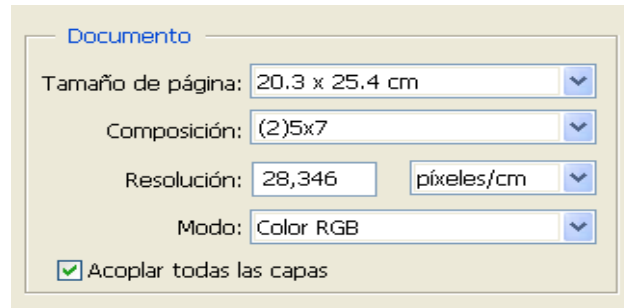 Documento
Tamaño de página: 20.3 x 25.4 cm
Composición: (2)5x7
Resolución: 28,346 píxeles/cm
Modo: Color RGB
Acoplar todas las capas